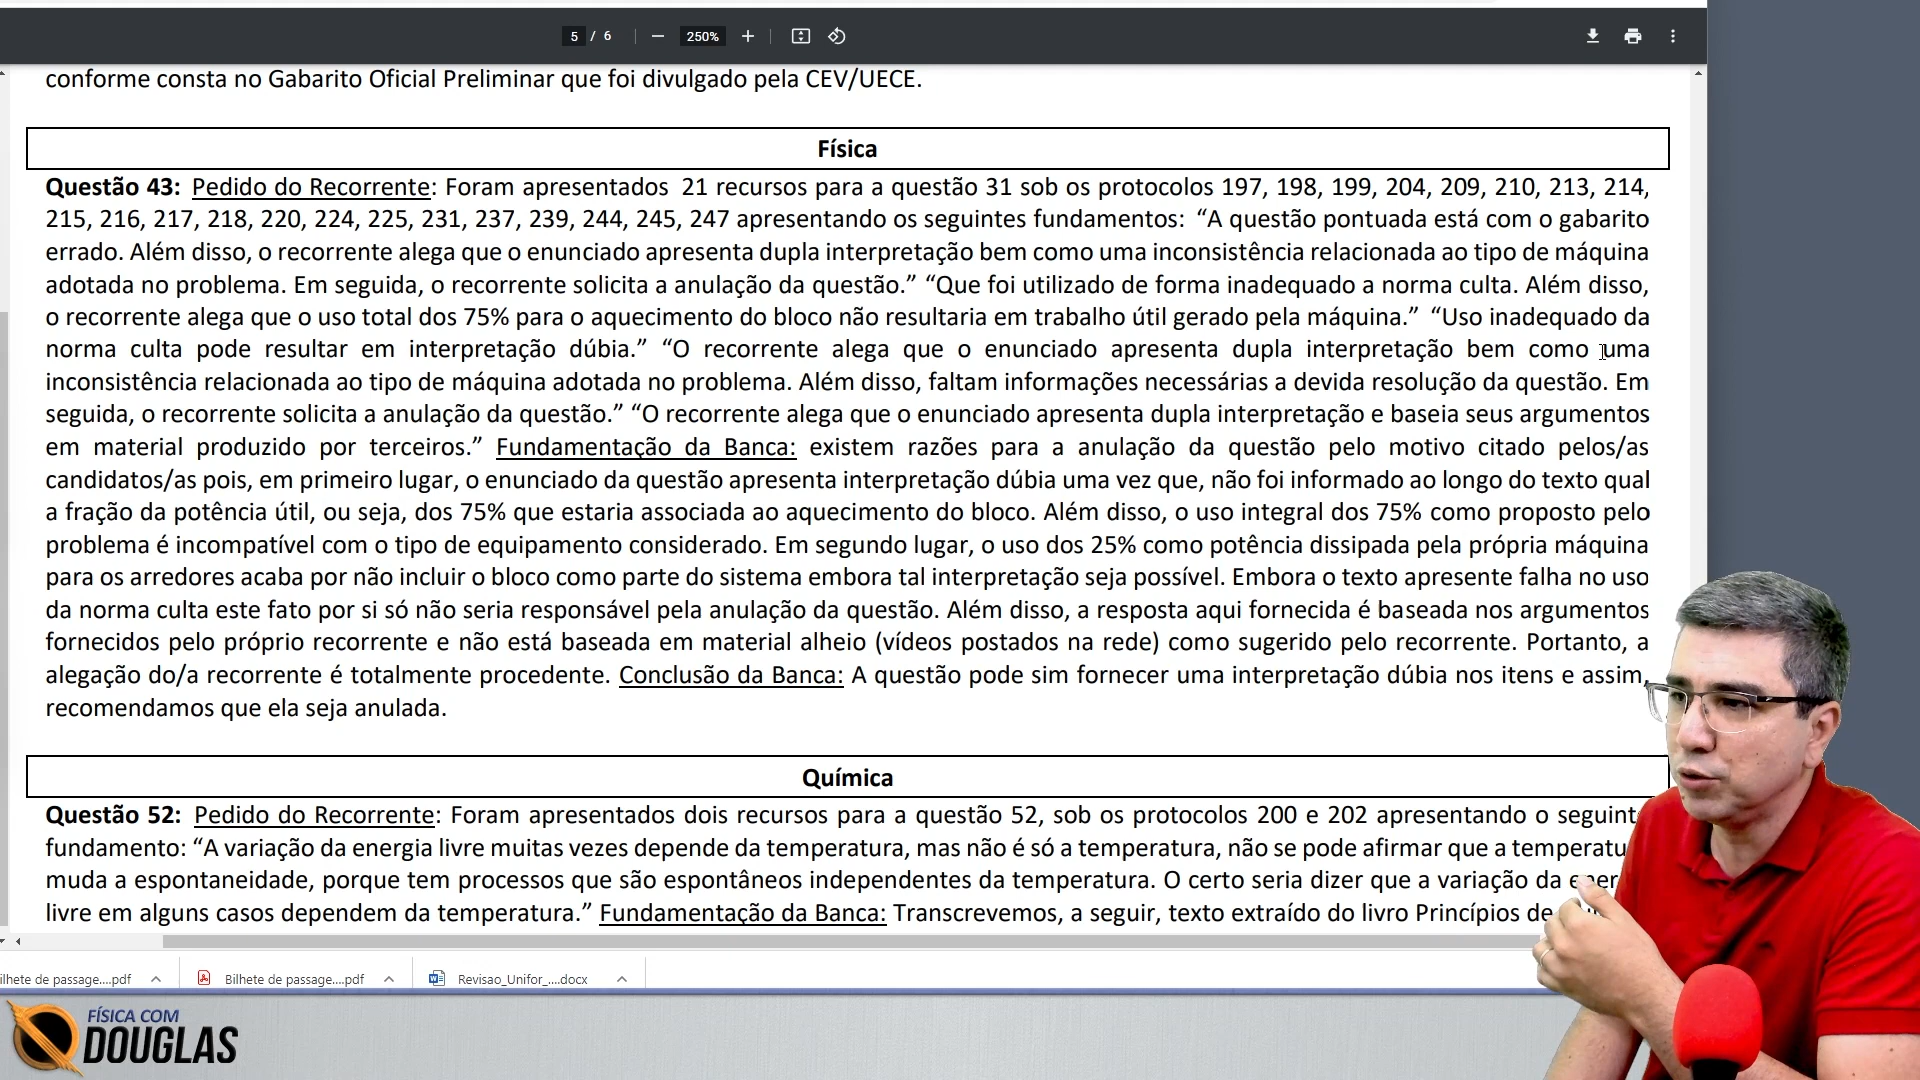 5 / 6
250%
conforme consta no Gabarito Oficial Preliminar que foi divulgado pela CEV/UECE.
Física
Questão 43: Pedido do Recorrente: Foram apresentados 21 recursos para a questão 31 sob os protocolos 197, 198, 199, 204, 209, 210, 213, 214,
215, 216, 217, 218, 220, 224, 225, 231, 237, 239, 244, 245, 247 apresentando os seguintes fundamentos: “A questão pontuada está com o gabarito
errado. Além disso, o recorrente alega que o enunciado apresenta dupla interpretação bem como uma inconsistência relacionada ao tipo de máquina
adotada no problema. Em seguida, o recorrente solicita a anulação da questão.” “Que foi utilizado de forma inadequado a norma culta. Além disso,
o recorrente alega que o uso total dos 75% para o aquecimento do bloco não resultaria em trabalho útil gerado pela máquina.” “Uso inadequado da
norma culta pode resultar em interpretação dúbia.” “O recorrente alega que o enunciado apresenta dupla interpretação bem como uma
inconsistência relacionada ao tipo de máquina adotada no problema. Além disso, faltam informações necessárias a devida resolução da questão. Em
seguida, o recorrente solicita a anulação da questão.” “O recorrente alega que o enunciado apresenta dupla interpretação e baseia seus argumentos
em material produzido por terceiros.” Fundamentação da Banca: existem razões para a anulação da questão pelo motivo citado pelos/as
candidatos/as pois, em primeiro lugar, o enunciado da questão apresenta interpretação dúbia uma vez que, não foi informado ao longo do texto qual
a fração da potência útil, ou seja, dos 75% que estaria associada ao aquecimento do bloco. Além disso, o uso integral dos 75% como proposto pelo
problema é incompatível com o tipo de equipamento considerado. Em segundo lugar, o uso dos 25% como potência dissipada pela própria máquina
para os arredores acaba por não incluir o bloco como parte do sistema embora tal interpretação seja possível. Embora o texto apresente falha no uso
da norma culta este fato por si só não seria responsável pela anulação da questão. Além disso, a resposta aqui fornecida é baseada nos argumentos
fornecidos pelo próprio recorrente e não está baseada em material alheio (vídeos postados na rede) como sugerido pelo recorrente. Portanto, a
alegação do/a recorrente é totalmente procedente. Conclusão da Banca: A questão pode sim fornecer uma interpretação dúbia nos itens e assim,
recomendamos que ela seja anulada.
Química
Questão 52: Pedido do Recorrente: Foram apresentados dois recursos para a questão 52, sob os protocolos 200 e 202 apresentando o
fundamento: “A variação da energia livre muitas vezes depende da temperatura, mas não é só a temperatura, não se pode afirmar que a
muda a espontaneidade, porque tem processos que são espontâneos independentes da temperatura. O certo seria dizer que a variação da
livre em alguns casos dependem da temperatura.” Fundamentação da Banca: Transcrevemos, a seguir, texto extraído do livro Princípios de
ilhete de passage....pdf
Bilhete de passage....pdf
Revisao_Unifor_....docx
FÍSICA COM
DOUGLAS